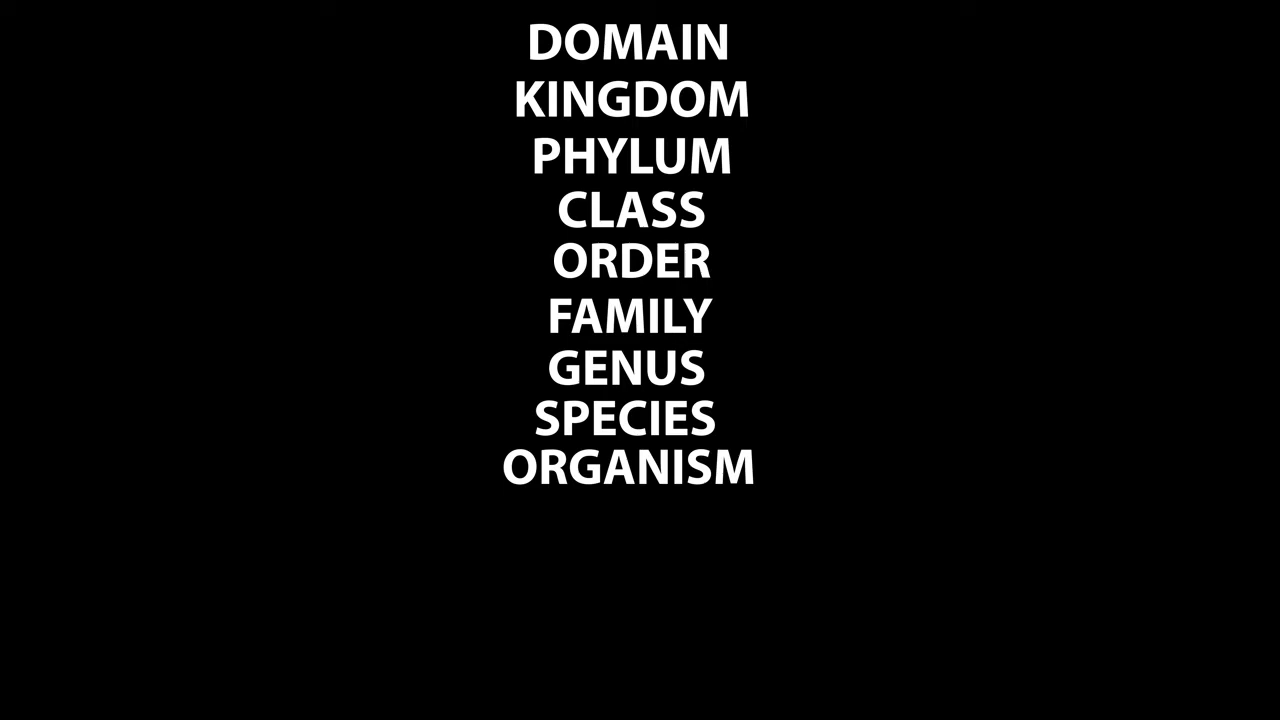 DOMAIN
KINGDOM
PHYLUM
CLASS
ORDER
FAMILY
GENUS
SPECIES
ORGANISM